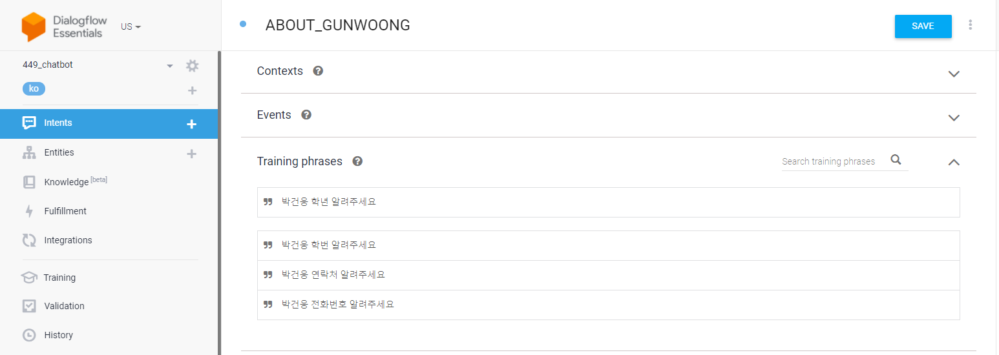 Dialogflow
Essentials
US
ABOUT_GUNWOONG
SAVE
449_chatbot
ko
Intents
Entities
Knowledge [beta]
Fulfillment
Integrations
Training
Validation
History
Contexts
Events
Training phrases
Search training phrases
박건웅 학년 알려주세요
박건웅 학번 알려주세요
박건웅 연락처 알려주세요
박건웅 전화번호 알려주세요